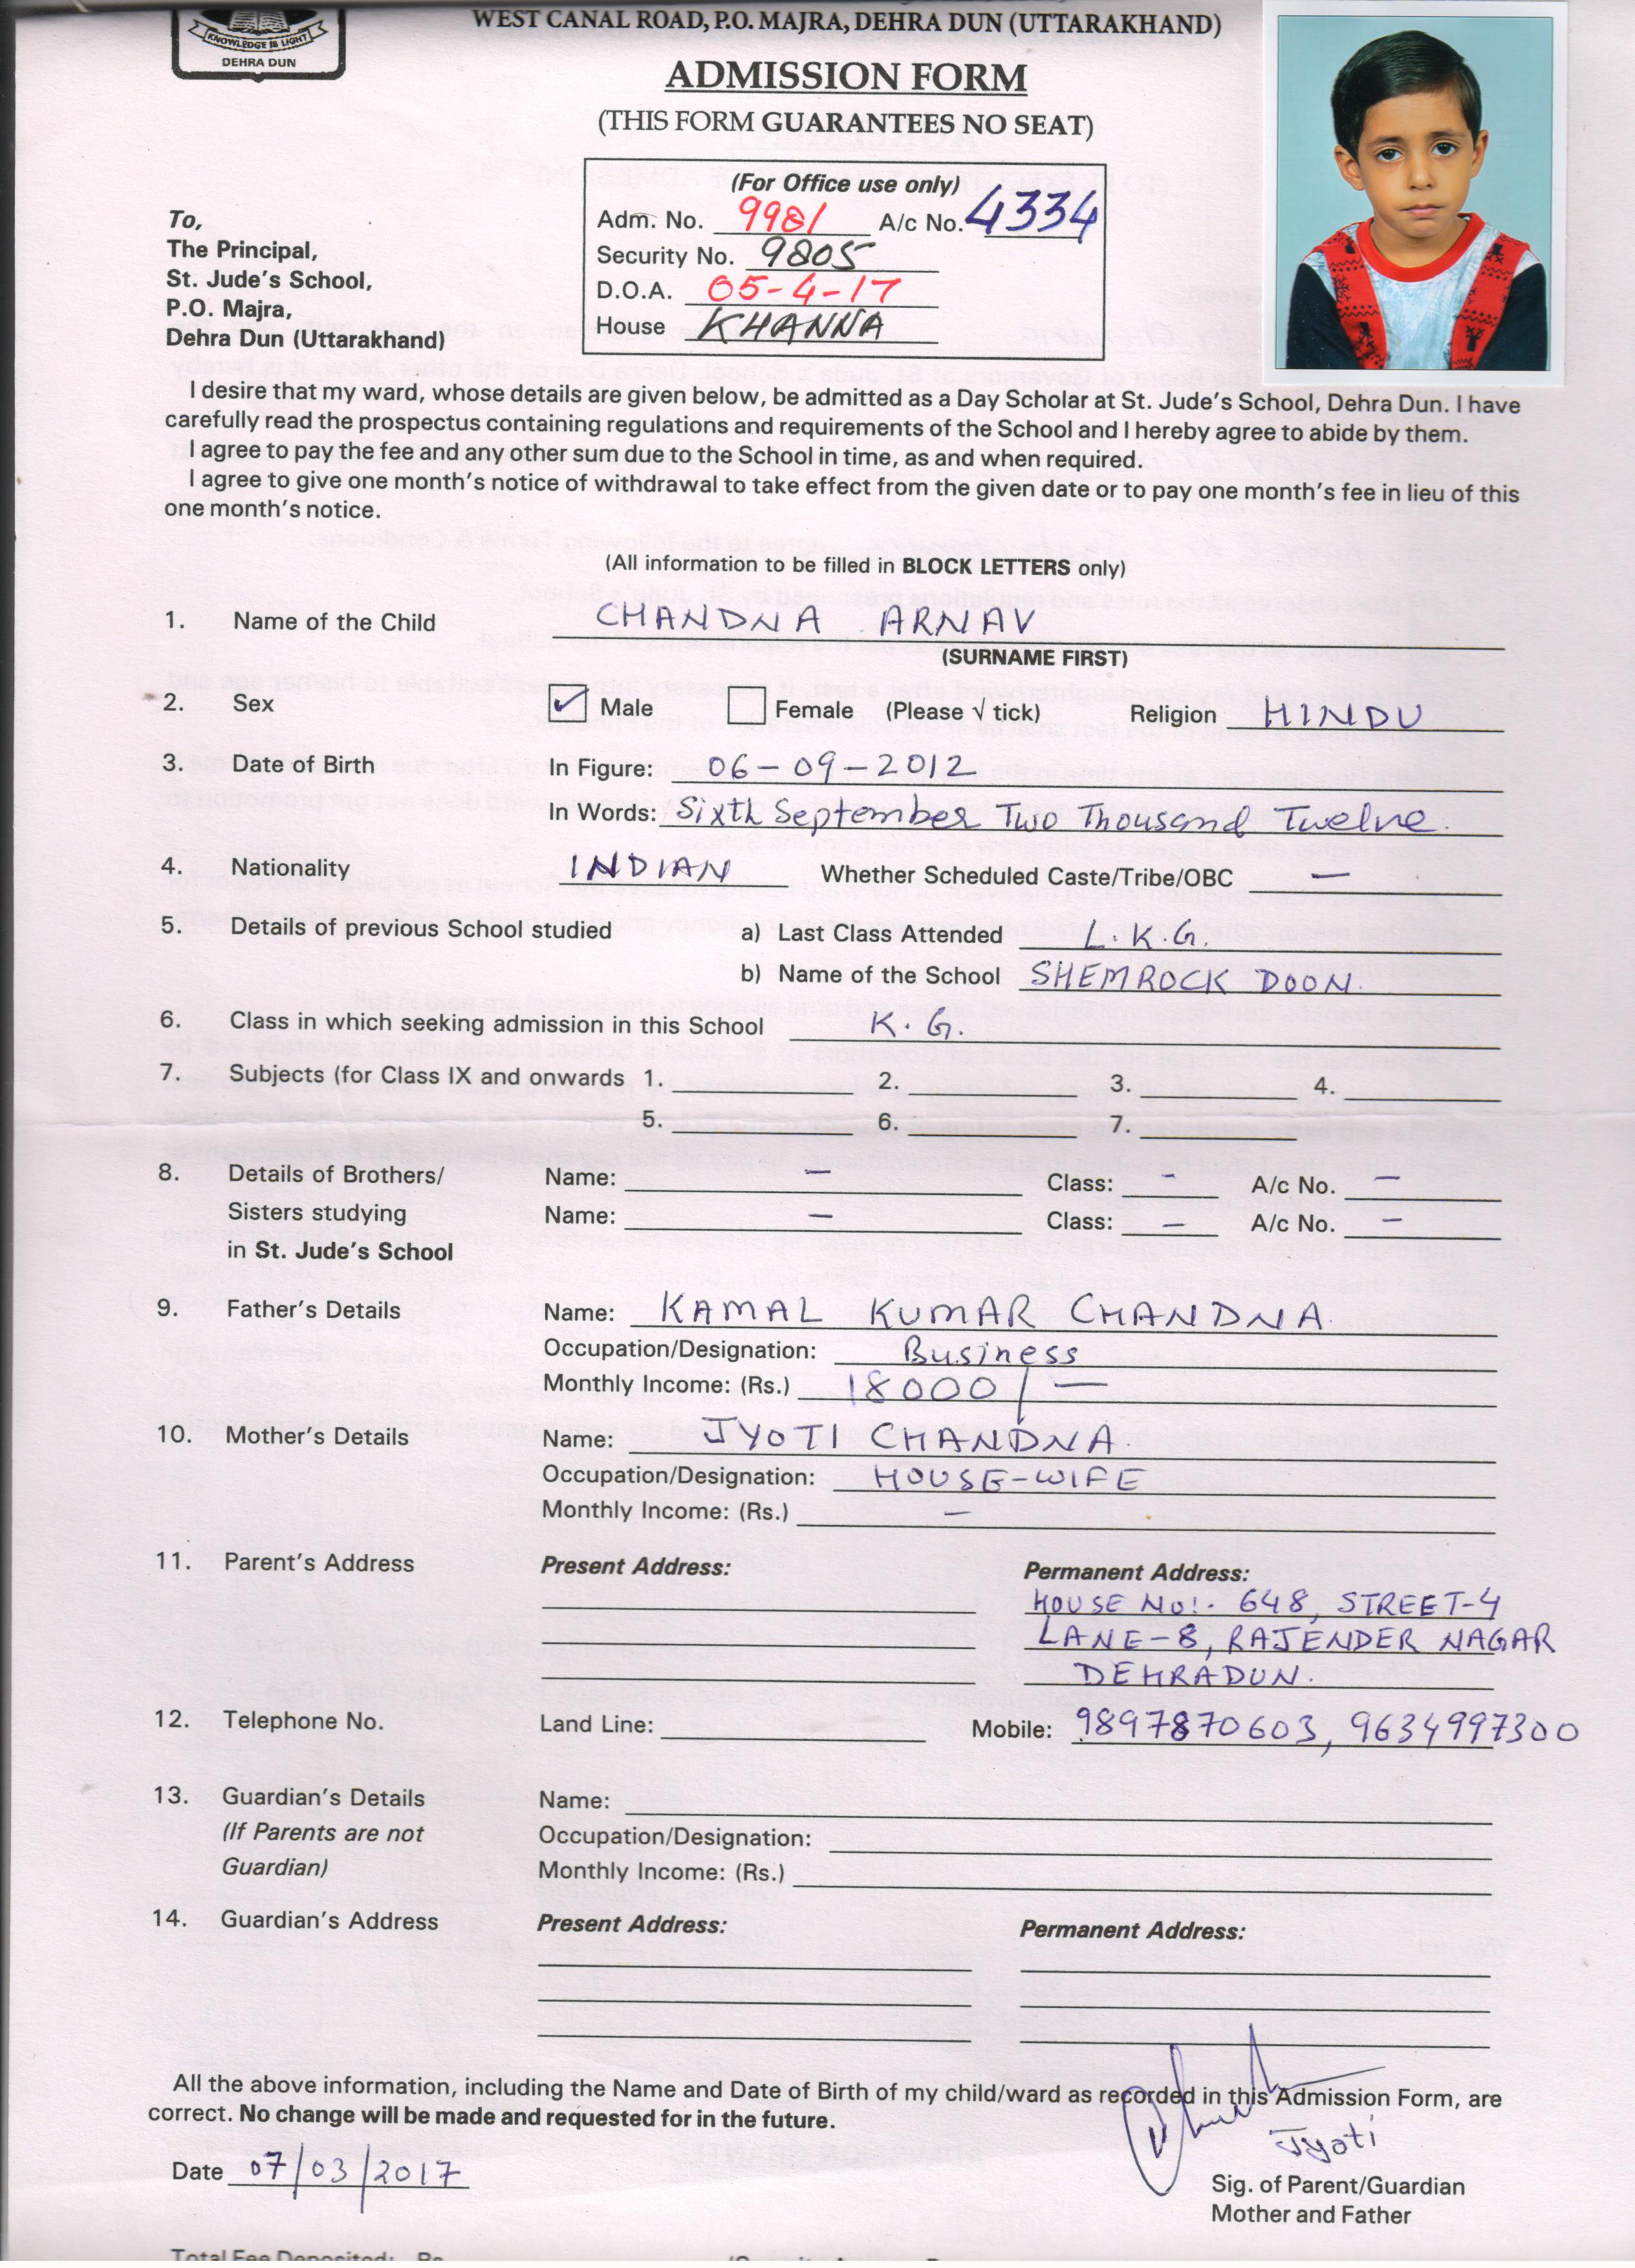 KNOWLEDGE IS LIGHT
DEHRA DUN
WEST CANAL ROAD, P.O. MAJRA, DEHRA DUN (UTTARAKHAND)
ADMISSION FORM
(THIS FORM GUARANTEES NO SEAT)
(For Office use only)
Adm. No. 9981 A/c No. 4334
Security No. 9805
D.O.A. 05-4-17
House KHANNA
To,
The Principal,
St. Jude's School,
P.O. Majra,
Dehra Dun (Uttarakhand)
I desire that my ward, whose details are given below, be admitted as a Day Scholar at St. Jude's School, Dehra Dun. I have
carefully read the prospectus containing regulations and requirements of the School and I hereby agree to abide by them.
I agree to pay the fee and any other sum due to the School in time, as and when required.
I agree to give one month's notice of withdrawal to take effect from the given date or to pay one month's fee in lieu of this
one month's notice.
(All information to be filled in BLOCK LETTERS only)
1. Name of the Child CHANDNA ARNAV
(SURNAME FIRST)
2. Sex ✓ Male Female (Please √ tick) Religion HINDU
3. Date of Birth In Figure: 06-09-2012
In Words: Sixth September Two Thousand Twelve.
4. Nationality INDIAN Whether Scheduled Caste/Tribe/OBC —
5. Details of previous School studied a) Last Class Attended L.K.G.
b) Name of the School SHEMROCK DOON.
6. Class in which seeking admission in this School K.G.
7. Subjects (for Class IX and onwards 1. 2. 3. 4.
5. 6. 7.
8. Details of Brothers/ Name: — Class: - A/c No. —
Sisters studying Name: — Class: — A/c No. —
in St. Jude's School
9. Father's Details Name: KAMAL KUMAR CHANDNA.
Occupation/Designation: Business
Monthly Income: (Rs.) 18000/—
10. Mother's Details Name: JYOTI CHANDNA.
Occupation/Designation: HOUSE-WIFE
Monthly Income: (Rs.) —
11. Parent's Address Present Address: Permanent Address:
HOUSE NO:- 648, STREET-4
LANE-8, RAJENDER NAGAR
DEHRADUN.
12. Telephone No. Land Line: Mobile: 9897870603, 9634997300
13. Guardian's Details Name:
(If Parents are not Occupation/Designation:
Guardian) Monthly Income: (Rs.)
14. Guardian's Address Present Address: Permanent Address:
All the above information, including the Name and Date of Birth of my child/ward as recorded in this Admission Form, are
correct. No change will be made and requested for in the future.
Jyoti
Date 07/03/2017
Sig. of Parent/Guardian
Mother and Father
Total Fee Deposited: Rs.